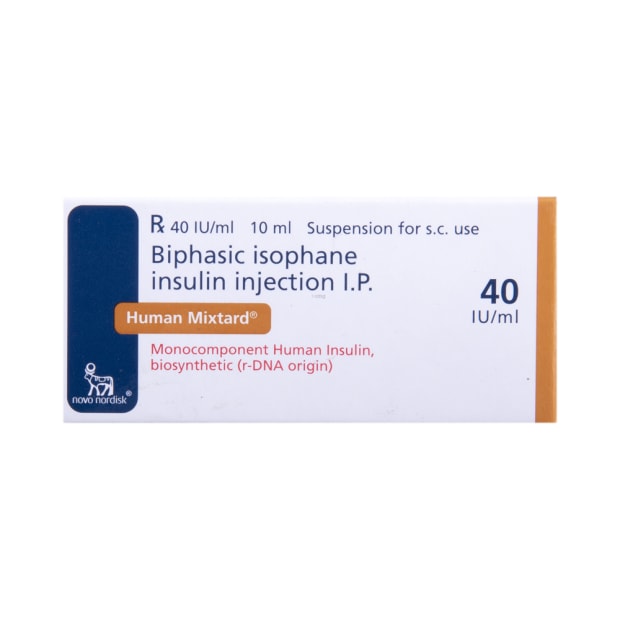 Rx 40 IU/ml 10 ml Suspension for s.c. use
Biphasic isophane
insulin injection I.P.
Human Mixtard®
Monocomponent Human Insulin,
biosynthetic (r-DNA origin)
40
IU/ml
novo nordisk®